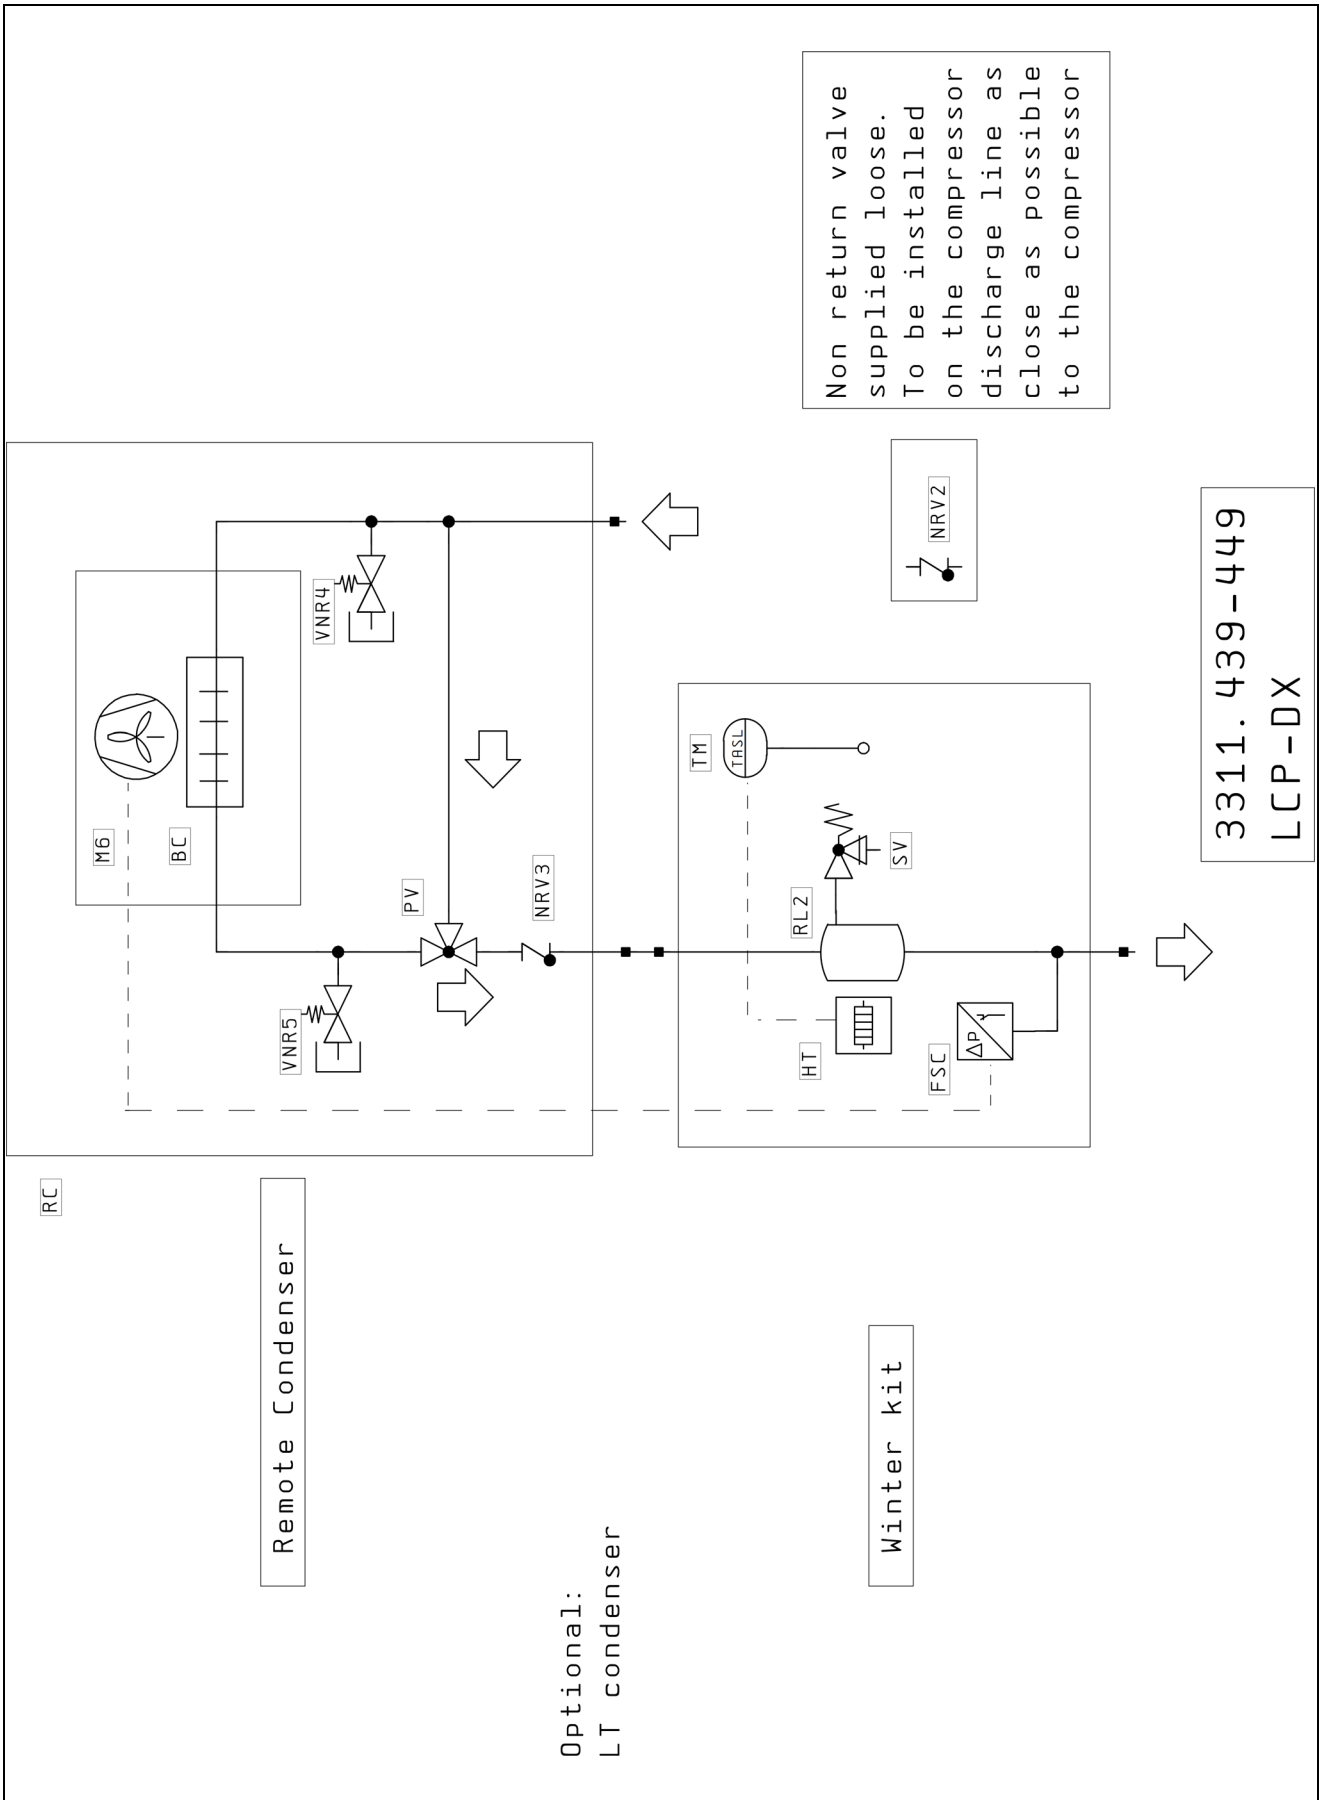 RC
Remote Condenser
M6
BC
VNR5
VNR4
PV
NRV3
Optional:
LT condenser
TM
TASL
HT
RL2
SV
FSC
ΔP
Winter kit
NRV2
Non return valve
supplied loose.
To be installed
on the compressor
discharge line as
close as possible
to the compressor
3311.439-449
LCP-DX